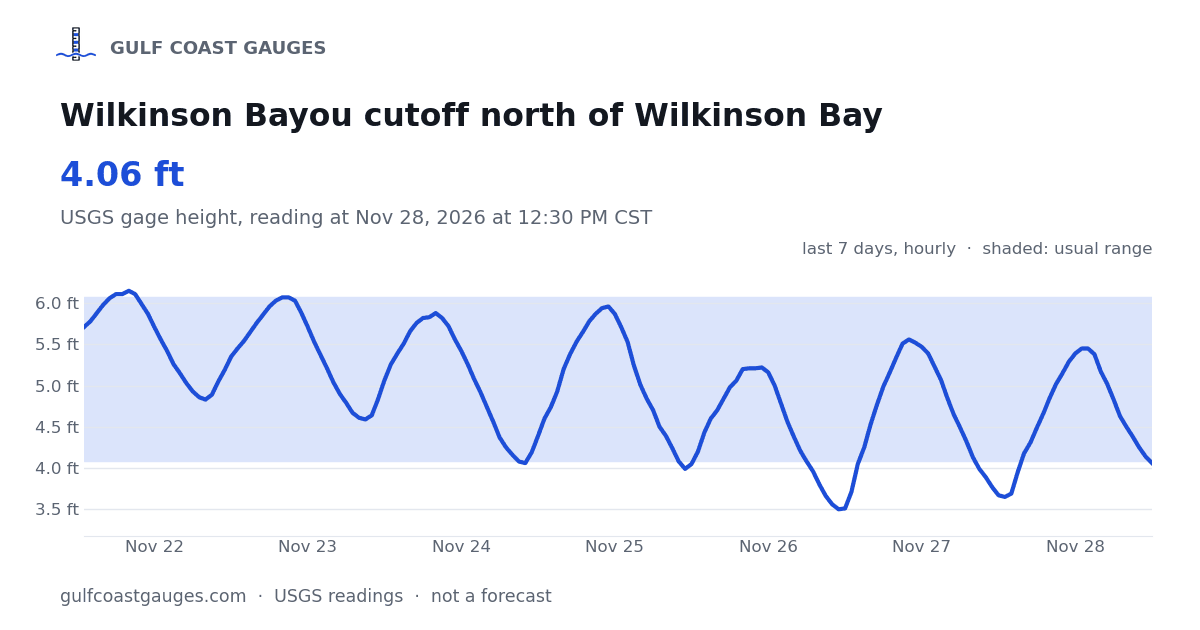 GULF COAST GAUGES
Wilkinson Bayou cutoff north of Wilkinson Bay
4.06 ft
USGS gage height, reading at Nov 28, 2026 at 12:30 PM CST
last 7 days, hourly · shaded: usual range
6.0 ft
5.5 ft
5.0 ft
4.5 ft
4.0 ft
3.5 ft
Nov 22 Nov 23 Nov 24 Nov 25 Nov 26 Nov 27 Nov 28
gulfcoastgauges.com · USGS readings · not a forecast